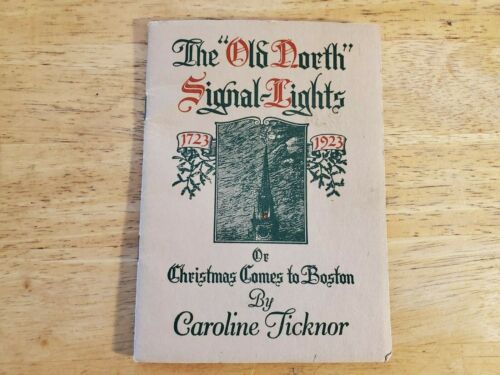 The "Old North"
Signal-Lights
1723 1923
Or
Christmas Comes to Boston
By
Caroline Ticknor